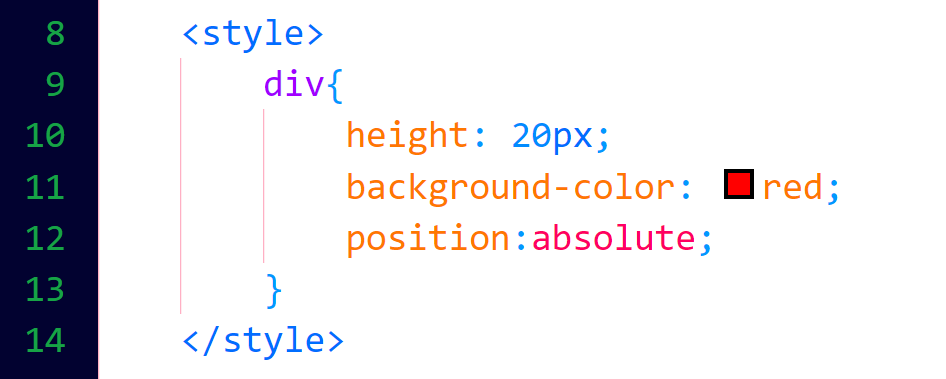 8 <style>
9 div{
10 height: 20px;
11 background-color: red;
12 position:absolute;
13 }
14 </style>